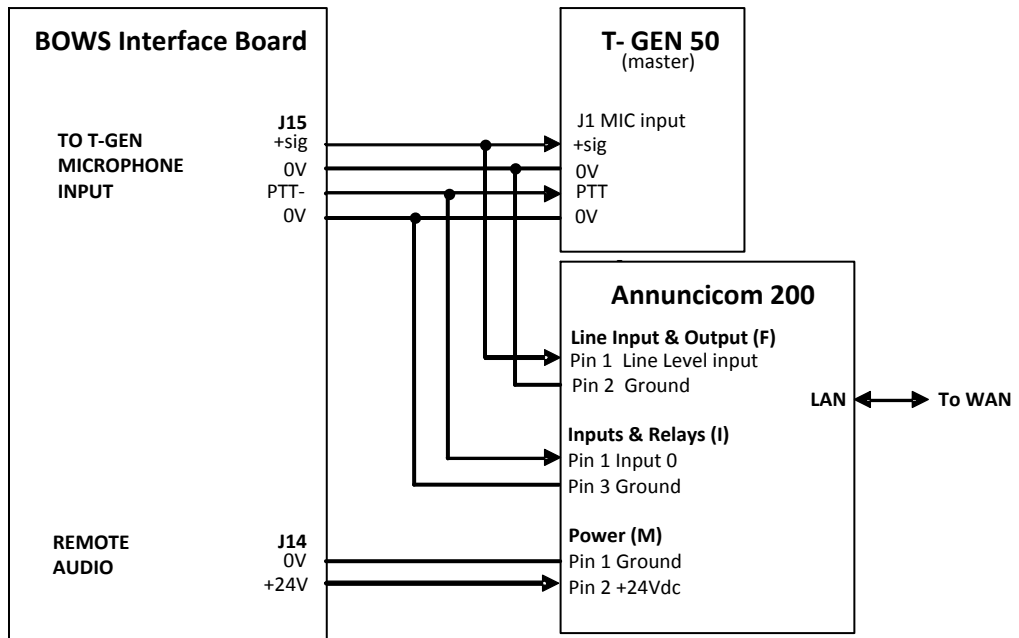 BOWS Interface Board
TO T-GEN
MICROPHONE
INPUT
J15
+sig
0V
PTT-
0V
REMOTE
AUDIO
J14
0V
+24V
T- GEN 50
(master)
J1 MIC input
+sig
0V
PTT
0V
Annuncicom 200
Line Input & Output (F)
Pin 1 Line Level input
Pin 2 Ground
LAN
To WAN
Inputs & Relays (I)
Pin 1 Input 0
Pin 3 Ground
Power (M)
Pin 1 Ground
Pin 2 +24Vdc